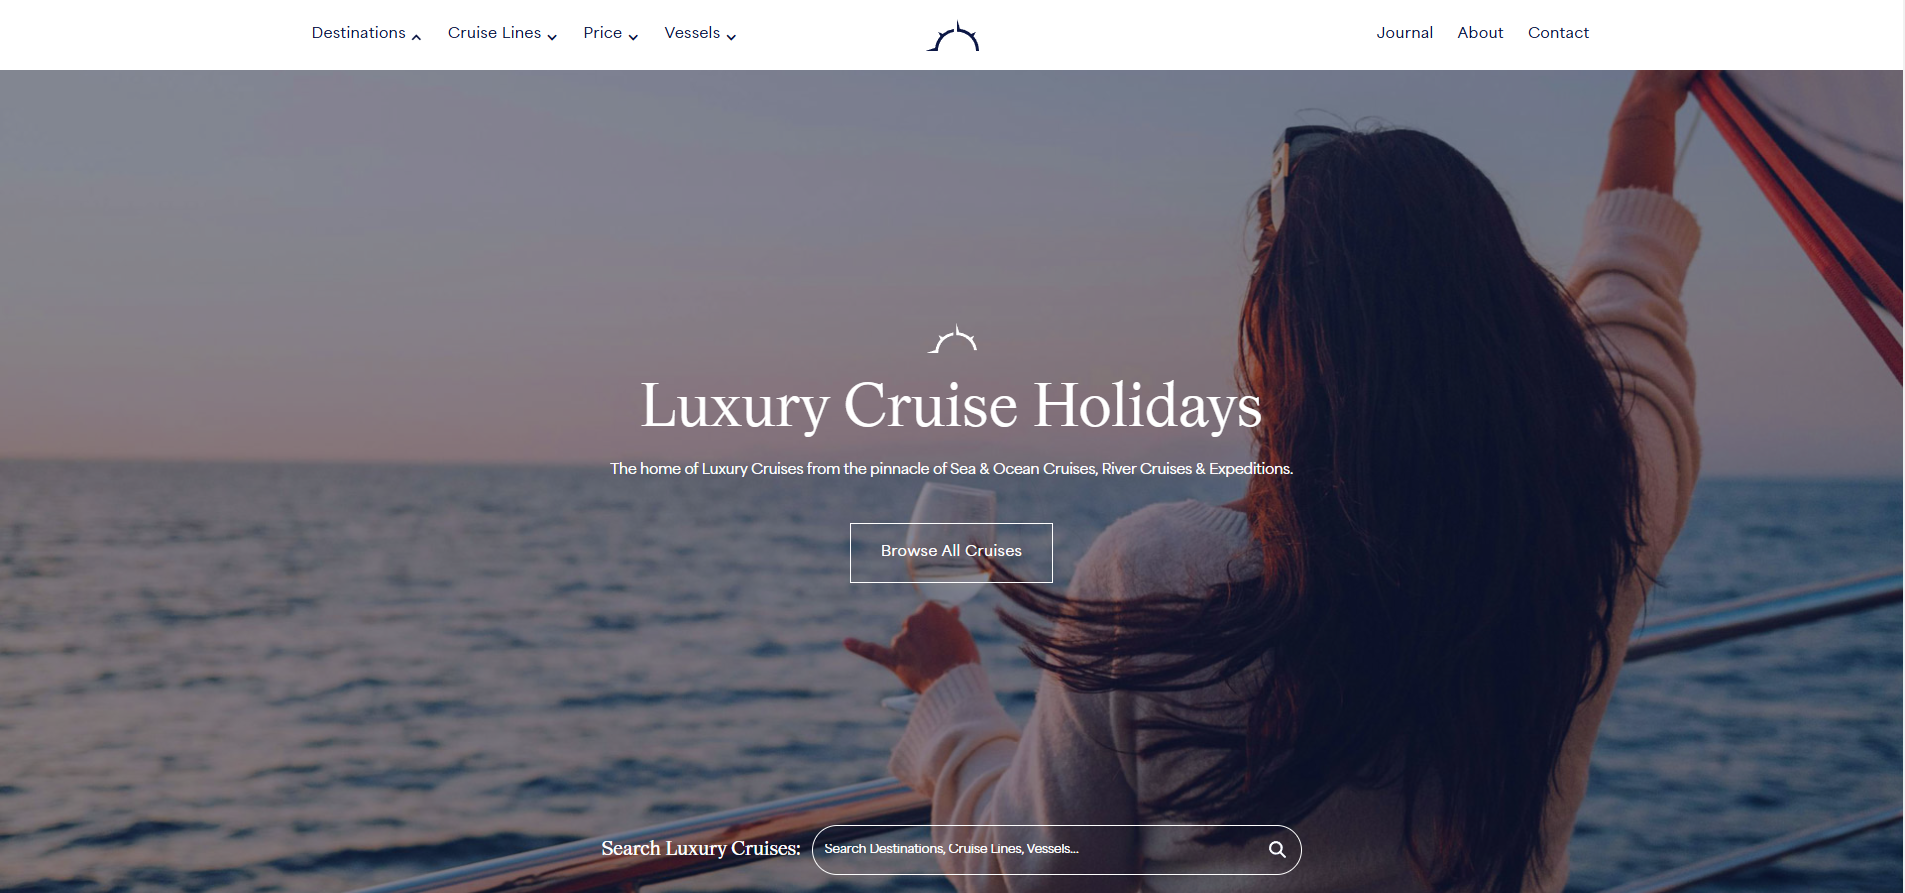 Destinations Cruise Lines Price Vessels Journal About Contact
Luxury Cruise Holidays
The home of Luxury Cruises from the pinnacle of Sea & Ocean Cruises, River Cruises & Expeditions.
Browse All Cruises
Search Luxury Cruises: Search Destinations, Cruise Lines, Vessels...